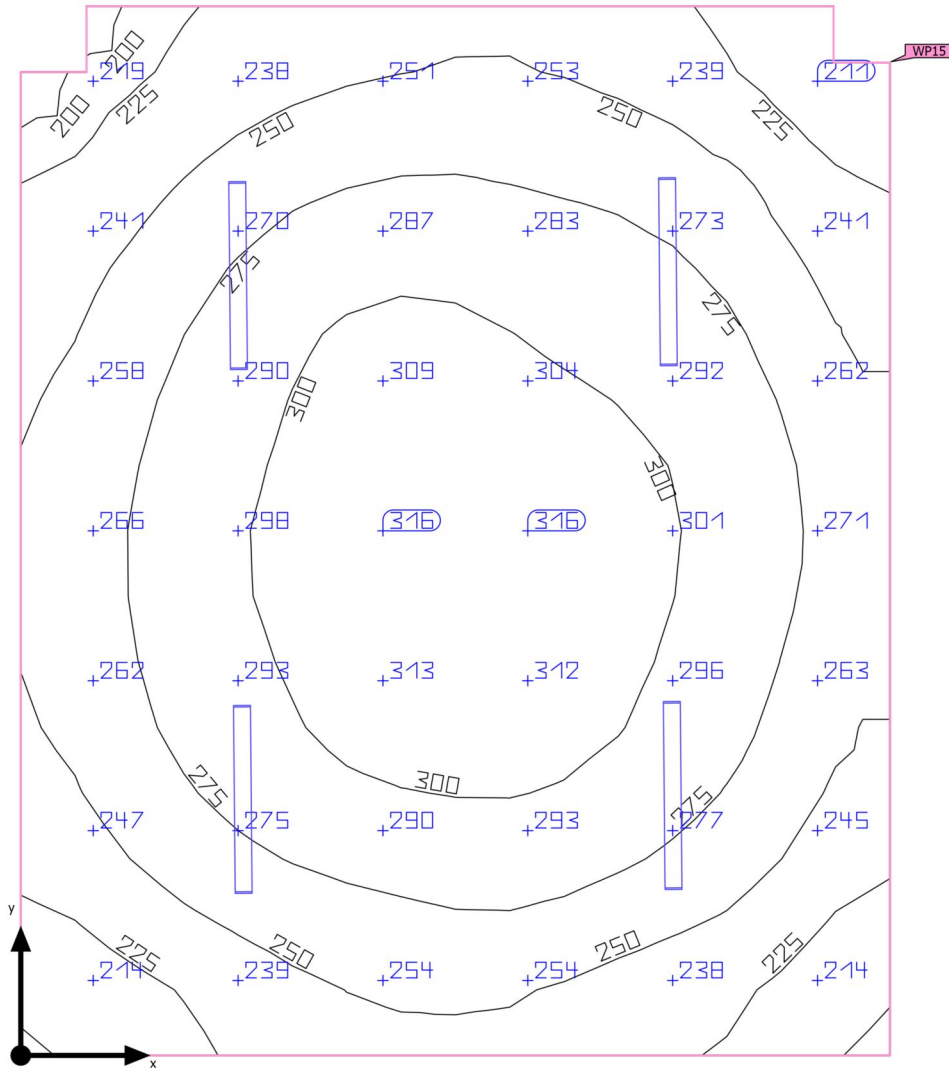 WP15
200
219 238 251 253 239 211
200 225 250 250 225
241 270 287 283 273 241
275 275
258 290 309 304 292 262
300
300
266 298 316 316 301 271
262 293 313 312 296 263
275 300 275
247 275 290 293 277 245
y
225 250 250 225
214 239 254 254 238 214
x